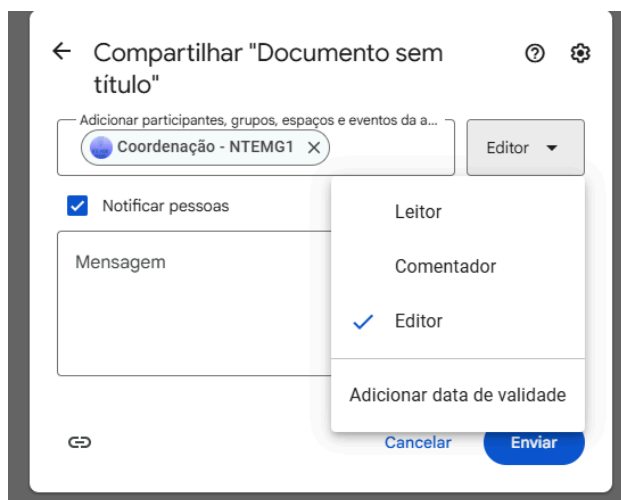 Compartilhar "Documento sem
título"
Adicionar participantes, grupos, espaços e eventos da a...
Coordenação - NTEMG1
Editor
Notificar pessoas
Leitor
Mensagem
Comentador
Editor
Adicionar data de validade
Cancelar
Enviar